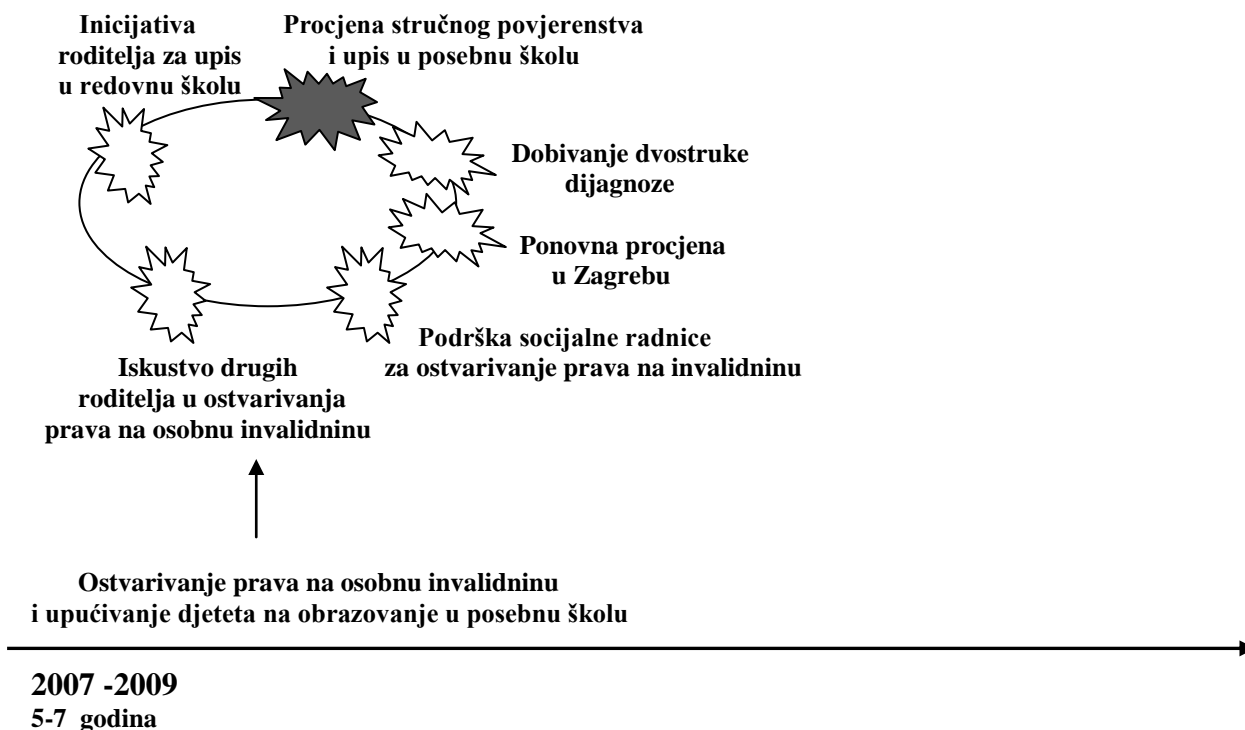 Inicijativa
roditelja za upis
u redovnu školu
Procjena stručnog povjerenstva
i upis u posebnu školu
Dobivanje dvostruke
dijagnoze
Ponovna procjena
u Zagrebu
Podrška socijalne radnice
za ostvarivanje prava na invalidninu
Iskustvo drugih
roditelja u ostvarivanja
prava na osobnu invalidninu
Ostvarivanje prava na osobnu invalidninu
i upućivanje djeteta na obrazovanje u posebnu školu
2007 -2009
5-7 godina